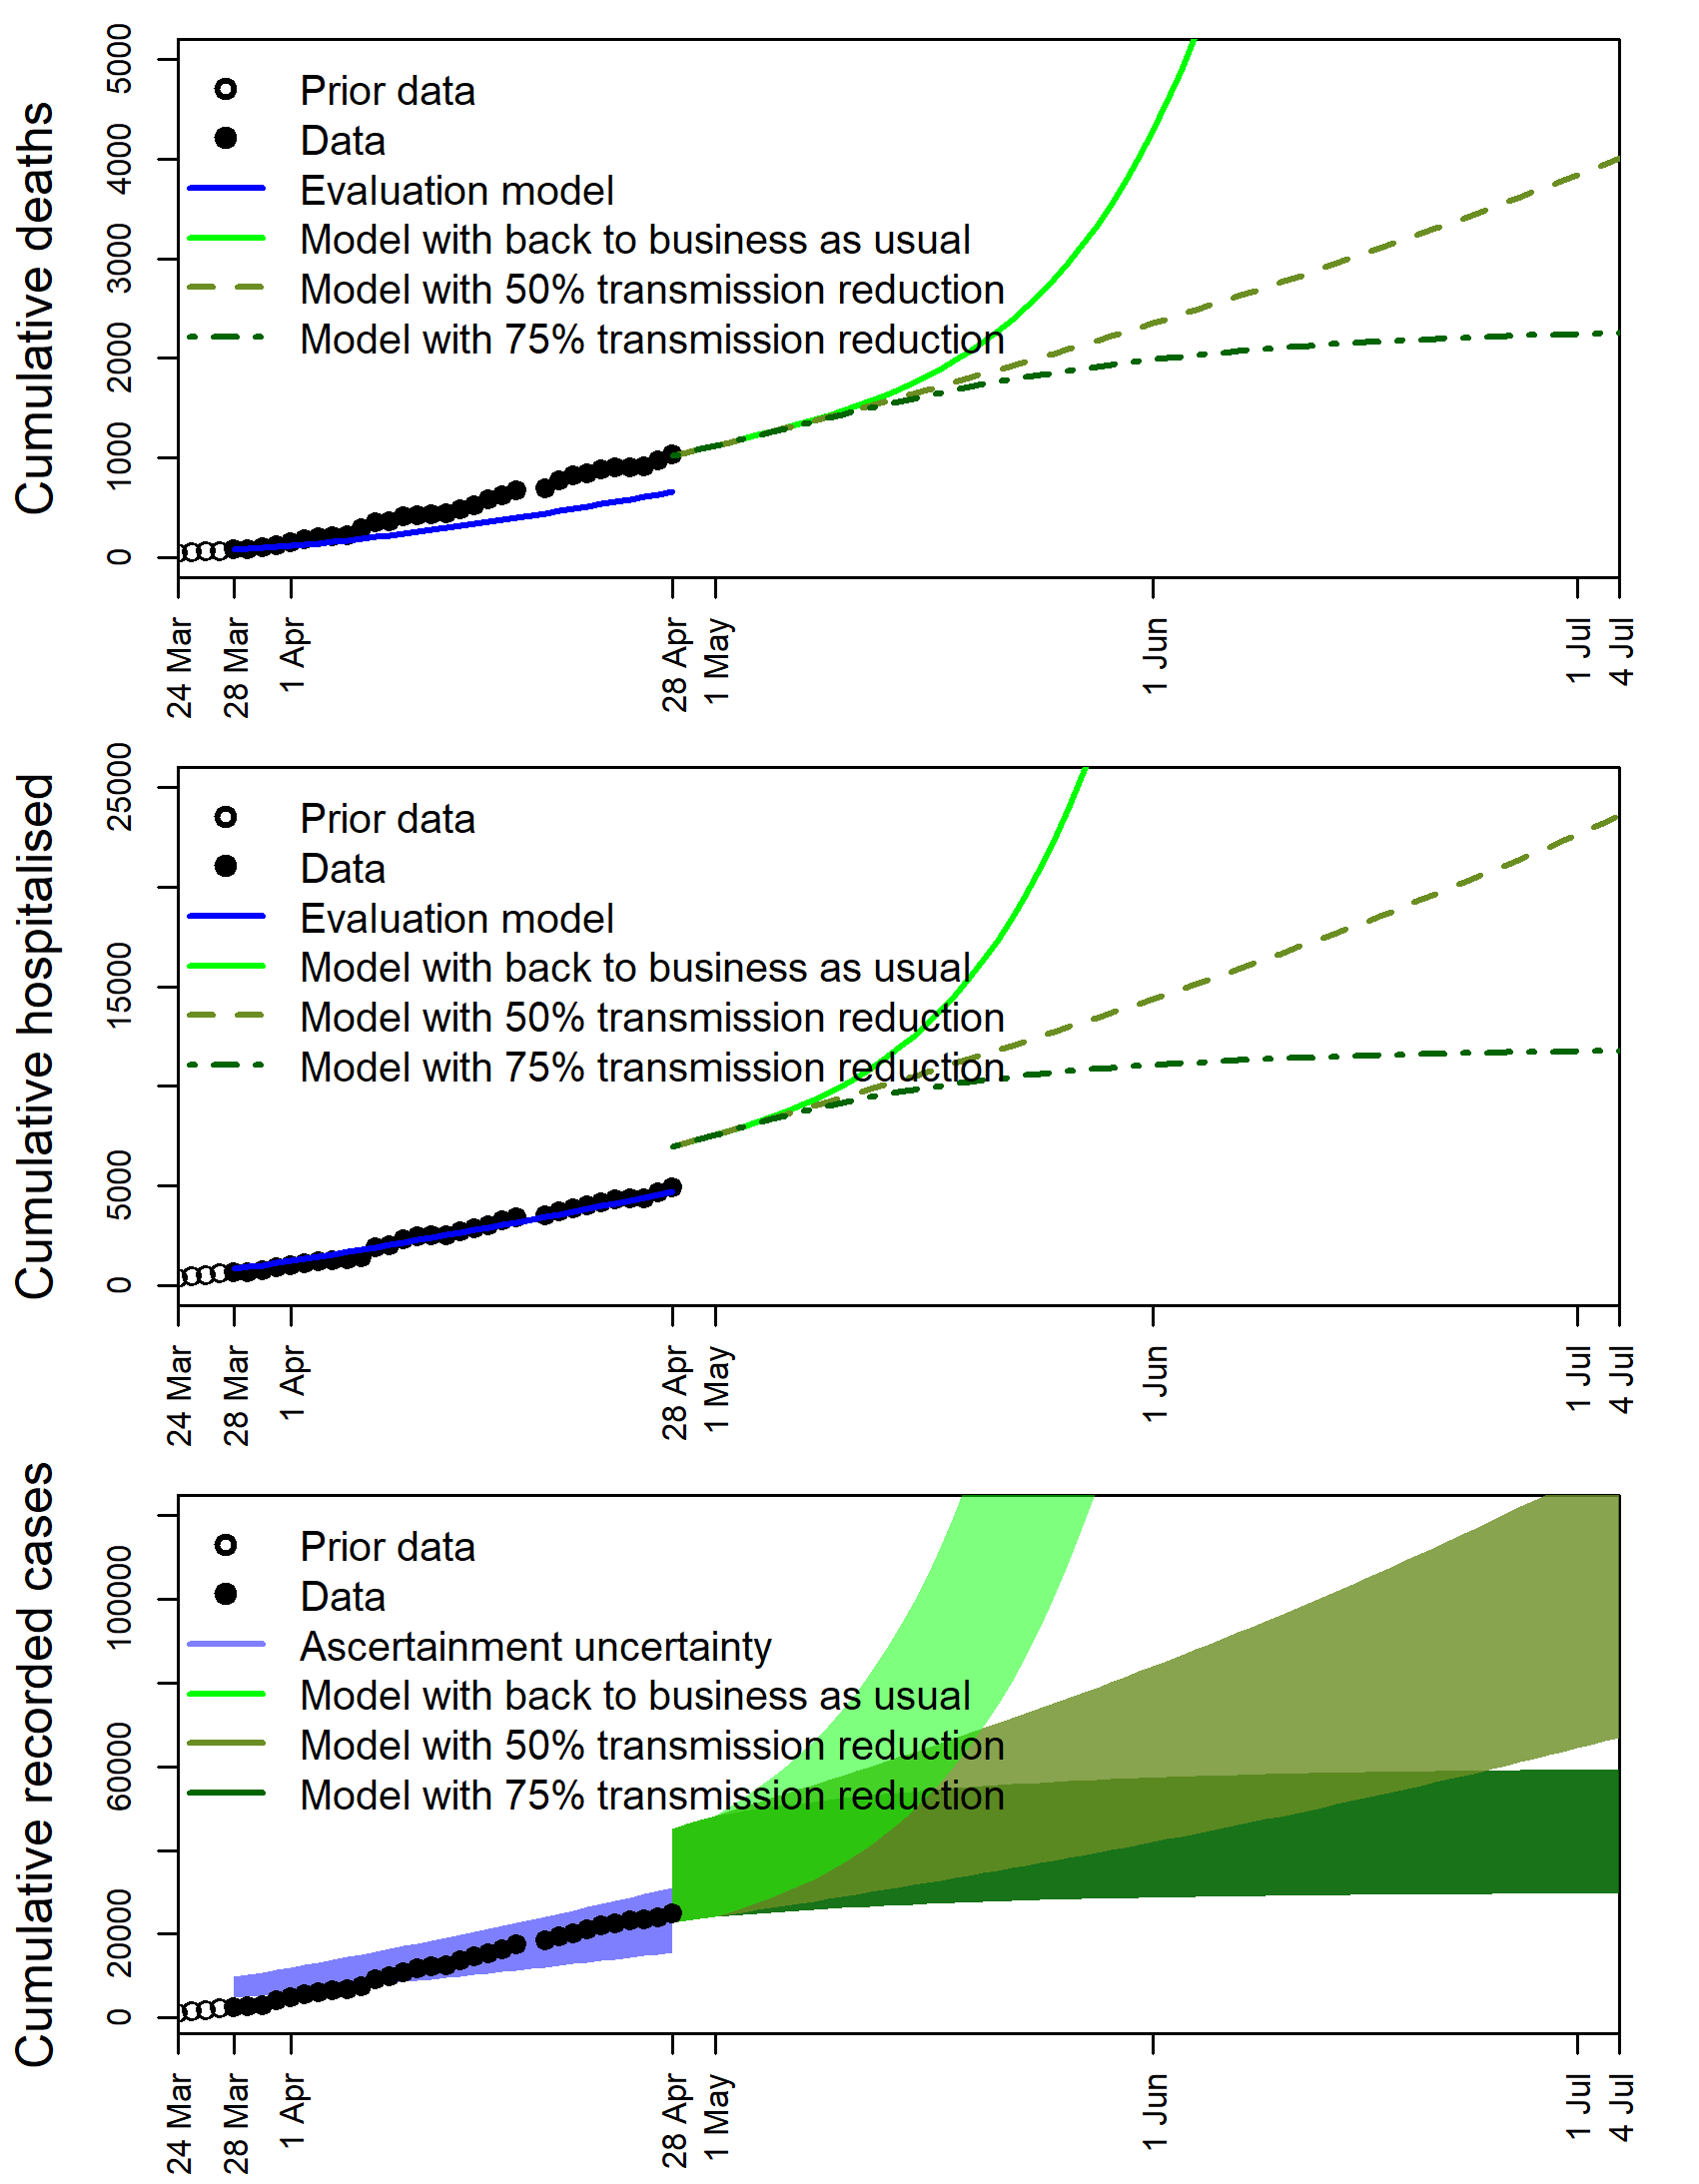 Cumulative deaths
5000
4000
3000
2000
1000
0
Prior data
Data
Evaluation model
Model with back to business as usual
Model with 50% transmission reduction
Model with 75% transmission reduction
24 Mar
28 Mar
1 Apr
28 Apr
1 May
1 Jun
1 Jul
4 Jul
Cumulative hospitalised
25000
15000
5000
0
Prior data
Data
Evaluation model
Model with back to business as usual
Model with 50% transmission reduction
Model with 75% transmission reduction
24 Mar
28 Mar
1 Apr
28 Apr
1 May
1 Jun
1 Jul
4 Jul
Cumulative recorded cases
100000
60000
20000
0
Prior data
Data
Ascertainment uncertainty
Model with back to business as usual
Model with 50% transmission reduction
Model with 75% transmission reduction
24 Mar
28 Mar
1 Apr
28 Apr
1 May
1 Jun
1 Jul
4 Jul